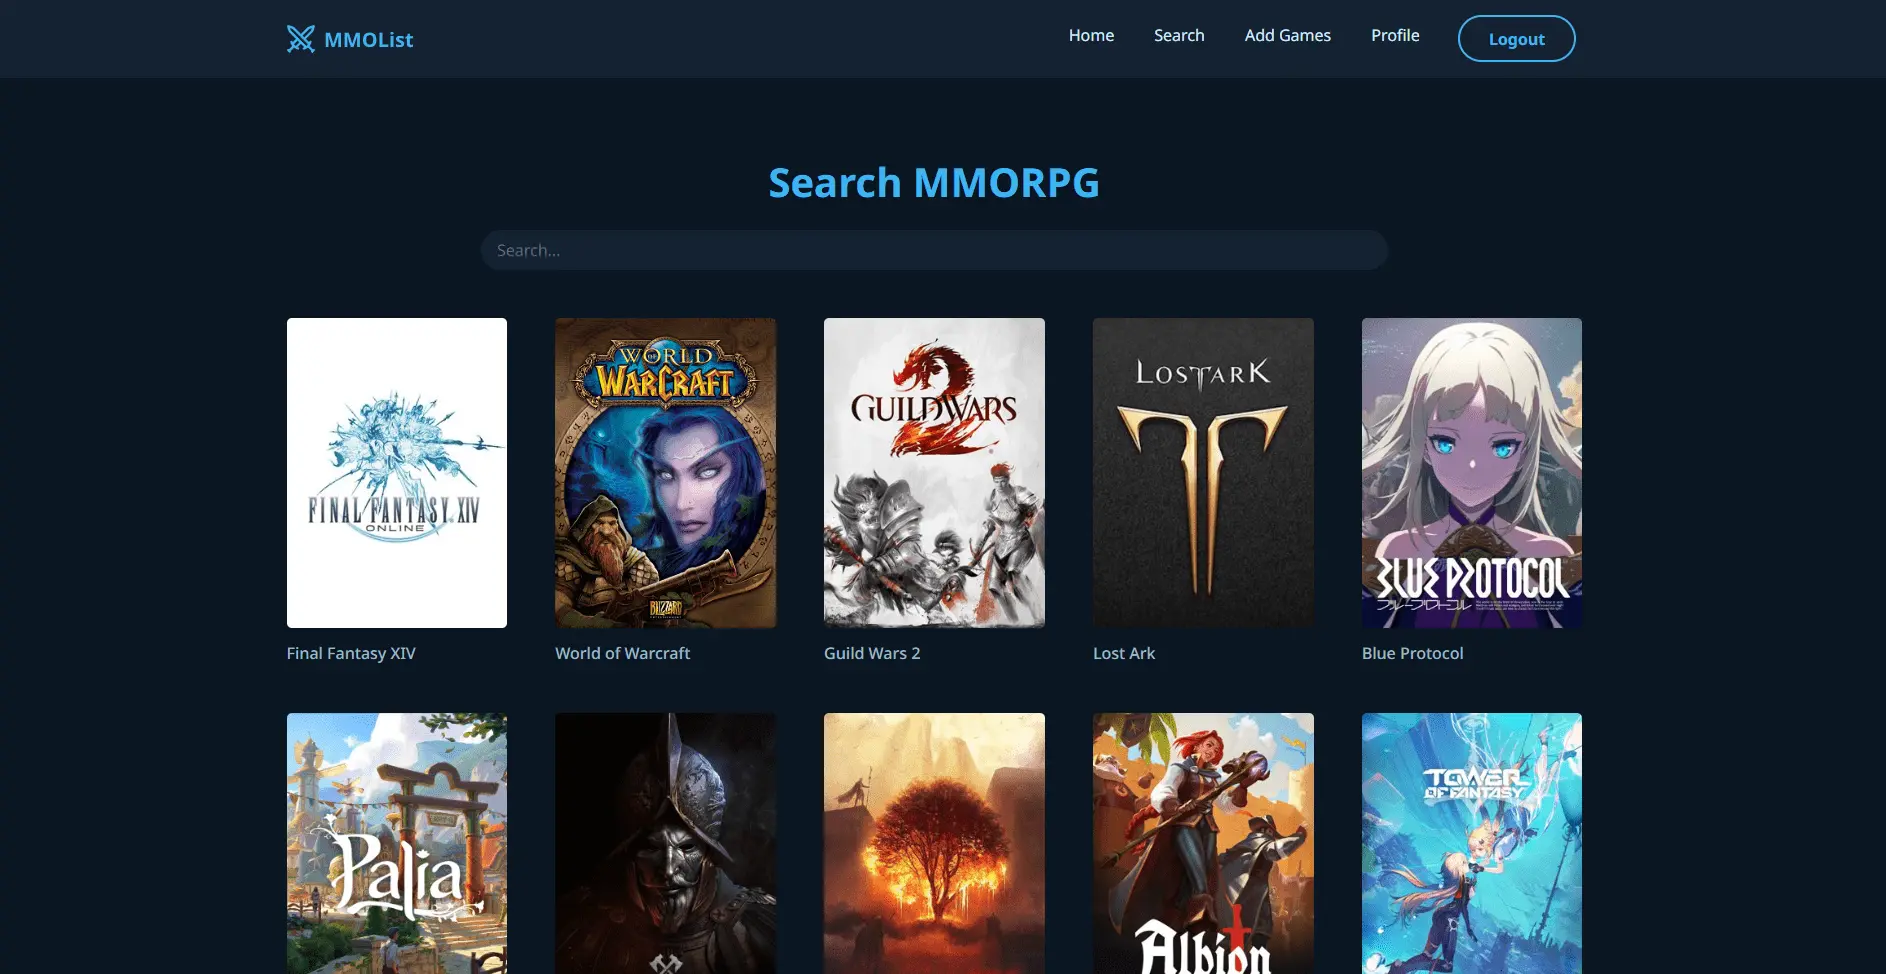 MMOList
Home
Search
Add Games
Profile
Logout
Search MMORPG
Search...
FINAL FANTASY XIV
ONLINE
WORLD
OF
WARCRAFT
BLIZZARD
ENTERTAINMENT
GUILD WARS
2
LOST ARK
BLUE PROTOCOL
ブループロトコル
Final Fantasy XIV
World of Warcraft
Guild Wars 2
Lost Ark
Blue Protocol
Palia
Albion
TOWER
OF FANTASY